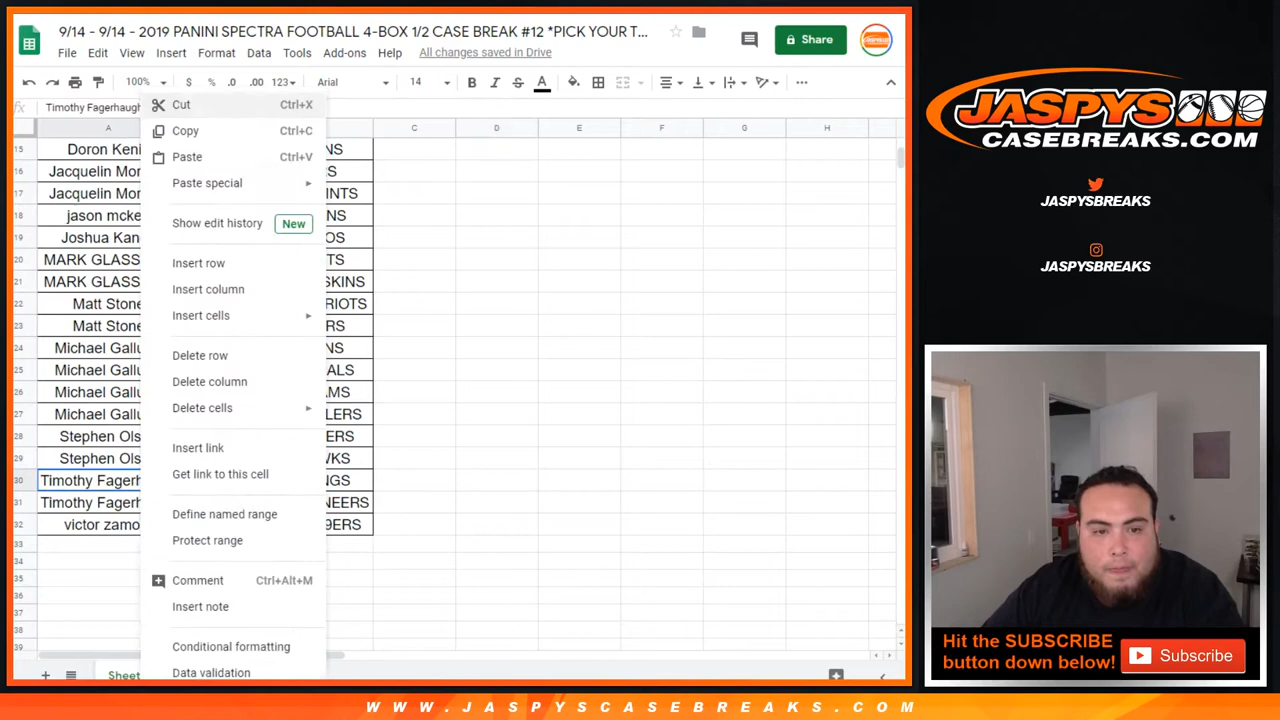 9/14 - 9/14 - 2019 PANINI SPECTRA FOOTBALL 4-BOX 1/2 CASE BREAK #12 *PICK YOUR T...
File Edit View Format Data Tools Add-ons Help All changes saved in Drive
Share
100% $ % .0 .00 123 Arial 14 B I S A
fx Timothy Fagerhaugh
Cut Ctrl+X
Copy Ctrl+C
Paste Ctrl+V
Paste special
Show edit history New
Insert row
Insert column
Insert cells
Delete row
Delete column
Delete cells
Insert link
Get link to this cell
Define named range
Protect range
Comment Ctrl+Alt+M
Insert note
Conditional formatting
Data validation
A C D E F G H
15 Doron Keni NS
16 Jacquelin Mor S
17 Jacquelin Mor INTS
18 jason mcke NS
19 Joshua Kan OS
20 MARK GLASS TS
21 MARK GLASS SKINS
22 Matt Stone RIOTS
23 Matt Stone RS
24 Michael Gallu NS
25 Michael Gallu ALS
26 Michael Gallu AMS
27 Michael Gallu LERS
28 Stephen Ols ERS
29 Stephen Ols WKS
30 Timothy Fagerh NGS
31 Timothy Fagerh NEERS
32 victor zamo 9ERS
33
34
35
36
37
38
39
Sheet
JASPYS
CASEBREAKS.COM
JASPYSBREAKS
JASPYSBREAKS
Hit the SUBSCRIBE
button down below!
Subscribe
WWW.JASPYSCASEBREAKS.COM